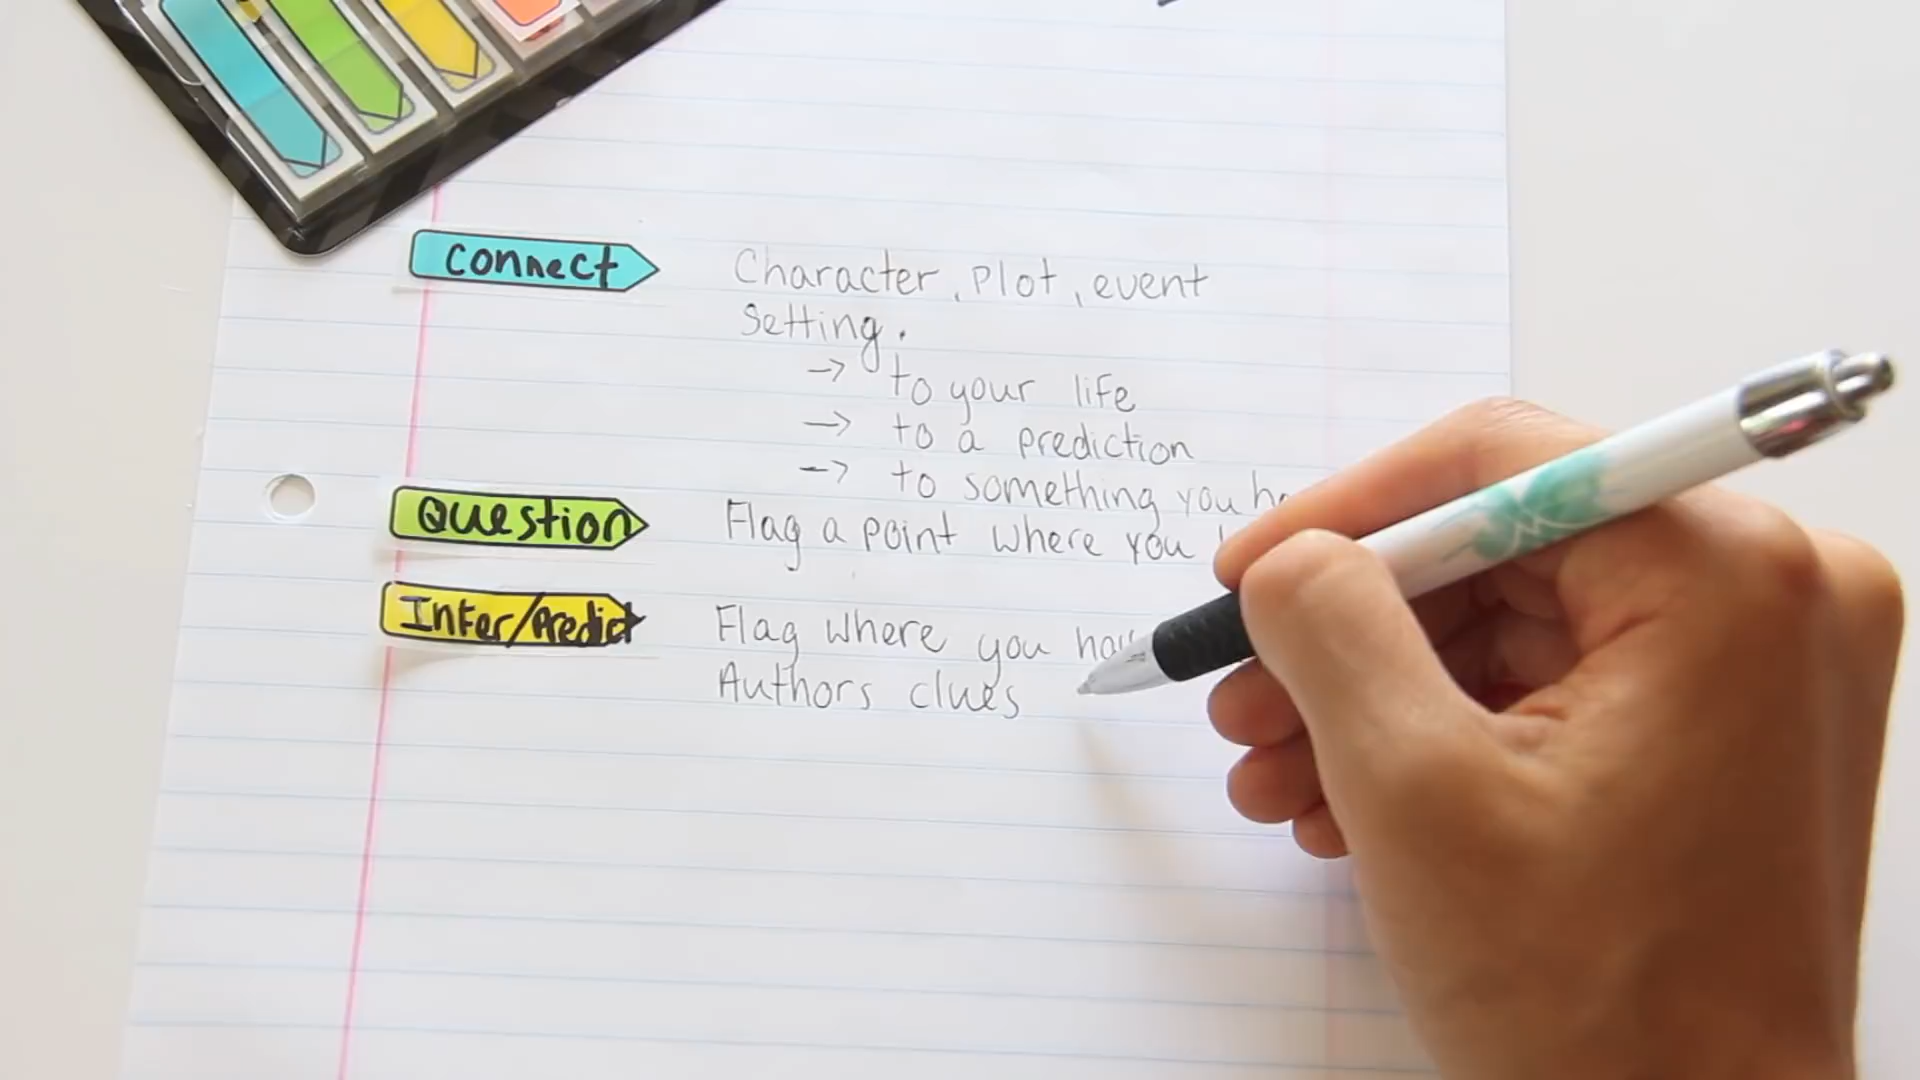 Connect
Character, Plot, event
Setting.
→ to your life
→ to a prediction
→ to something you
Question
Flag a point where you
Infer/Predict
Flag where you
Authors clues